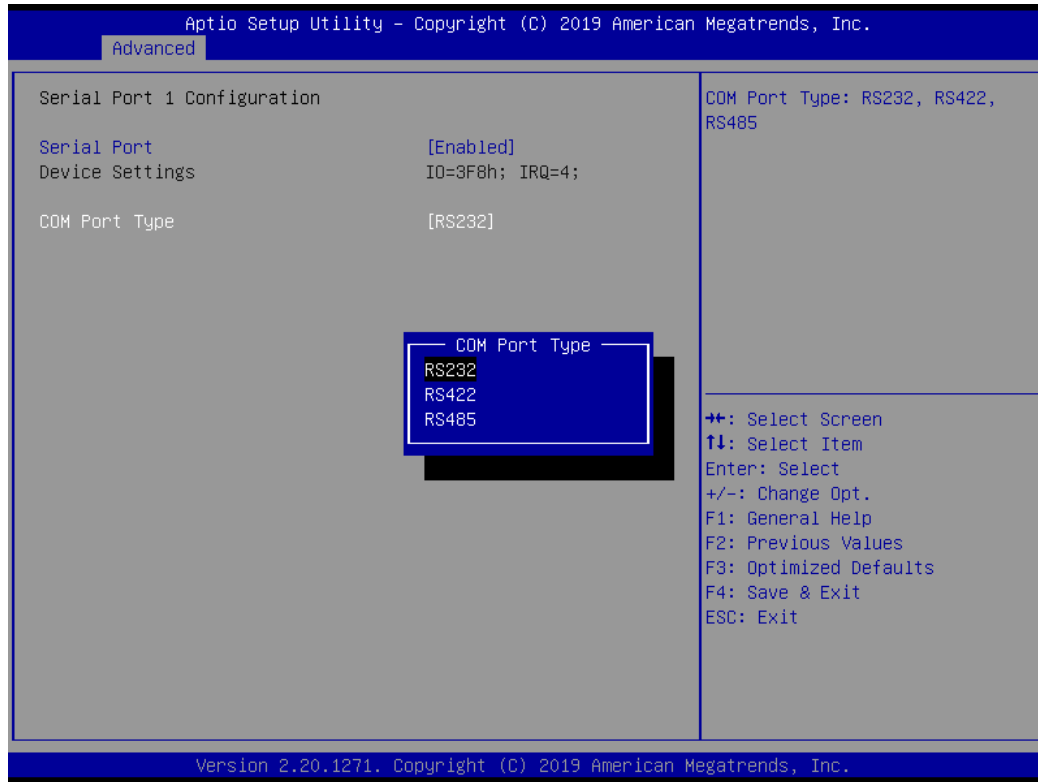 Aptio Setup Utility – Copyright (C) 2019 American Megatrends, Inc.
Advanced
Serial Port 1 Configuration
Serial Port [Enabled]
Device Settings IO=3F8h; IRQ=4;
COM Port Type [RS232]
COM Port Type
RS232
RS422
RS485
COM Port Type: RS232, RS422,
RS485
→←: Select Screen
↑↓: Select Item
Enter: Select
+/-: Change Opt.
F1: General Help
F2: Previous Values
F3: Optimized Defaults
F4: Save & Exit
ESC: Exit
Version 2.20.1271. Copyright (C) 2019 American Megatrends, Inc.